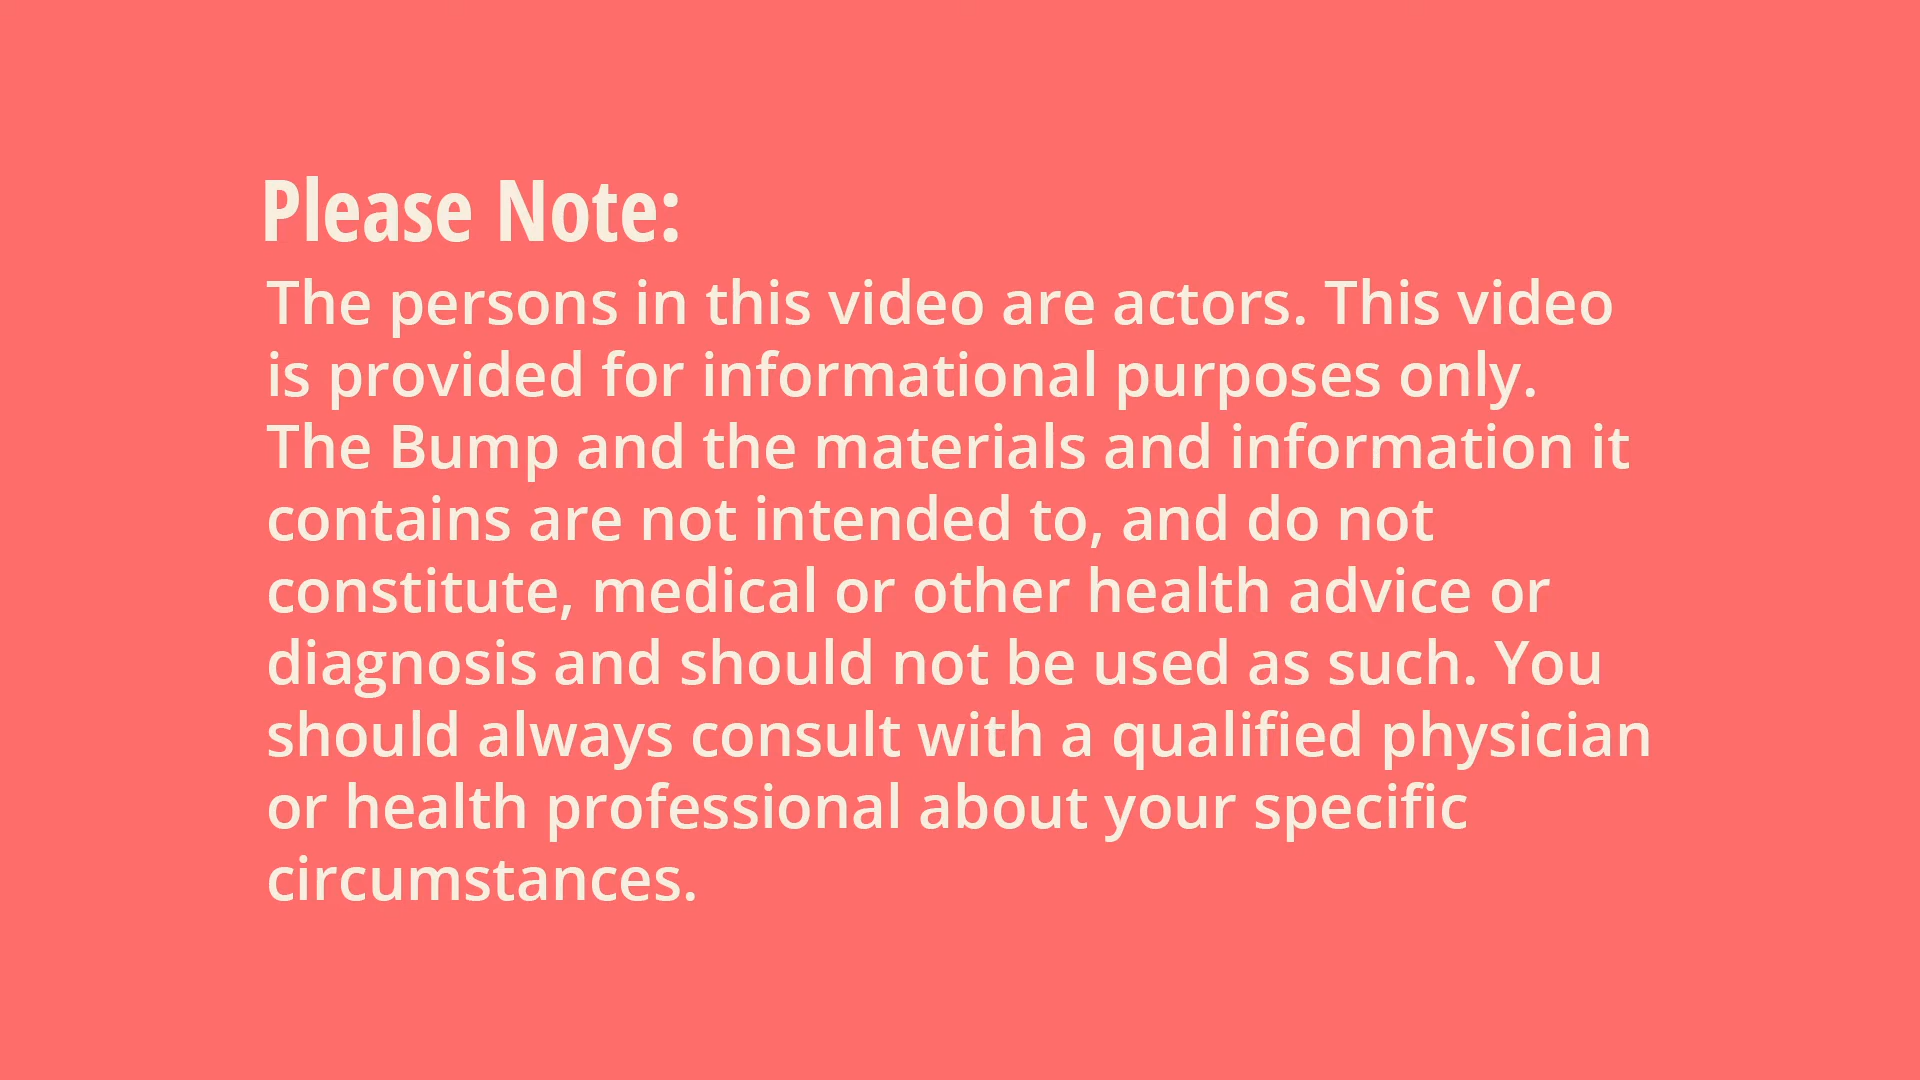 Please Note:
The persons in this video are actors. This video
is provided for informational purposes only.
The Bump and the materials and information it
contains are not intended to, and do not
constitute, medical or other health advice or
diagnosis and should not be used as such. You
should always consult with a qualified physician
or health professional about your specific
circumstances.